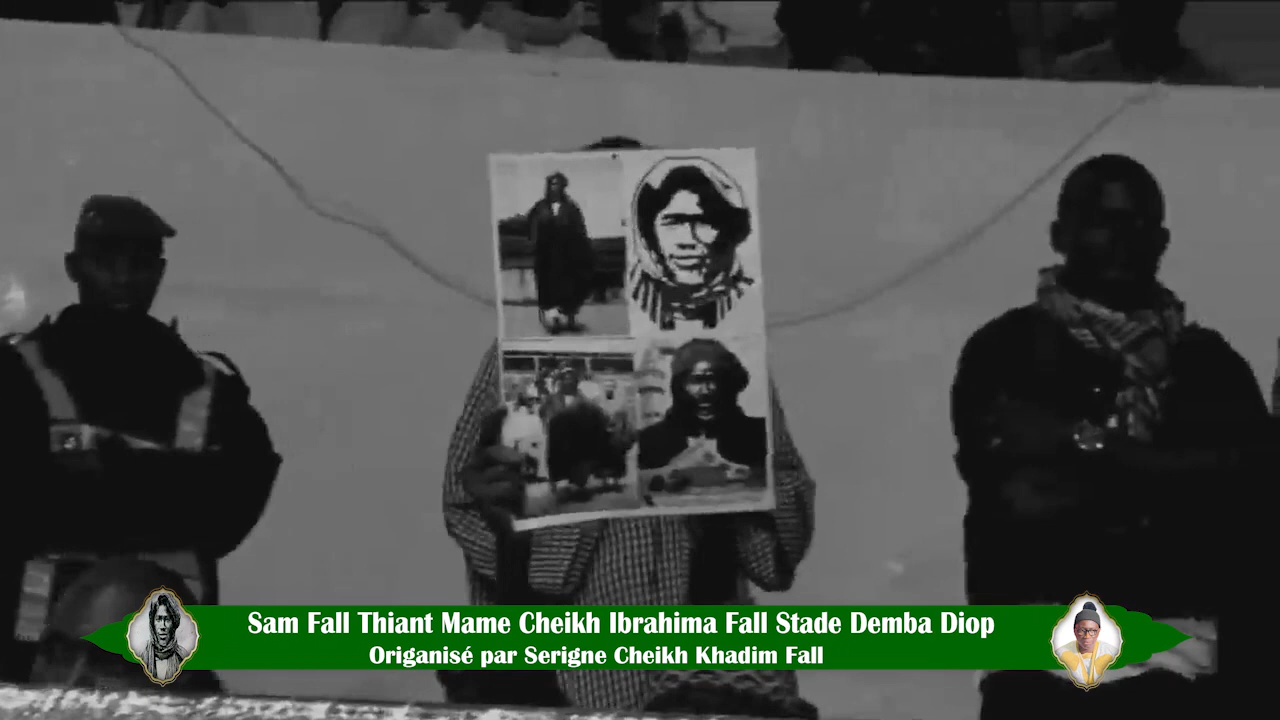 Sam Fall Thiant Mame Cheikh Ibrahima Fall Stade Demba Diop
Origanisé par Serigne Cheikh Khadim Fall